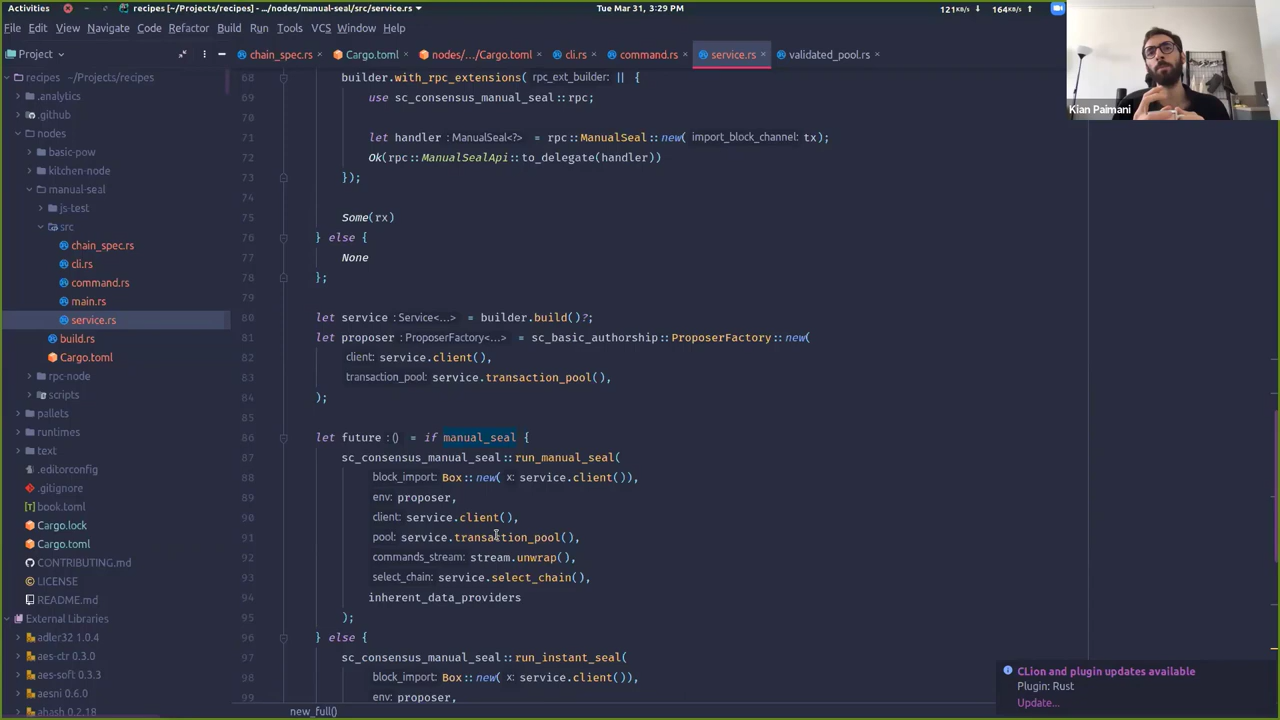 Activities
recipes [~/Projects/recipes] - .../nodes/manual-seal/src/service.rs
Tue Mar 31, 3:29 PM
121KB/s
164KB/s
File Edit View Navigate Code Refactor Build Run Tools VCS Window Help
Project
chain_spec.rs
Cargo.toml
nodes/.../Cargo.toml
cli.rs
command.rs
service.rs
validated_pool.rs
Kian Paimani
recipes ~/Projects/recipes
.analytics
.github
nodes
basic-pow
kitchen-node
manual-seal
js-test
src
chain_spec.rs
cli.rs
command.rs
main.rs
service.rs
build.rs
Cargo.toml
rpc-node
scripts
pallets
runtimes
text
.editorconfig
.gitignore
book.toml
Cargo.lock
Cargo.toml
CONTRIBUTING.md
LICENSE
README.md
External Libraries
adler32 1.0.4
aes-ctr 0.3.0
aes-soft 0.3.3
aesni 0.6.0
ahash 0.2.18
68 builder.with_rpc_extensions( rpc_ext_builder: || {
69 use sc_consensus_manual_seal::rpc;
70
71 let handler : ManualSeal<?> = rpc::ManualSeal::new( import_block_channel: tx);
72 Ok(rpc::ManualSealApi::to_delegate(handler))
73 });
74
75 Some(rx)
76 } else {
77 None
78 };
79
80 let service : Service<...> = builder.build()?;
81 let proposer : ProposerFactory<...> = sc_basic_authorship::ProposerFactory::new(
82 client: service.client(),
83 transaction_pool: service.transaction_pool(),
84 );
85
86 let future : () = if manual_seal {
87 sc_consensus_manual_seal::run_manual_seal(
88 block_import: Box::new( x: service.client()),
89 env: proposer,
90 client: service.client(),
91 pool: service.transaction_pool(),
92 commands_stream: stream.unwrap(),
93 select_chain: service.select_chain(),
94 inherent_data_providers
95 );
96 } else {
97 sc_consensus_manual_seal::run_instant_seal(
98 block_import: Box::new( x: service.client()),
99 env: proposer,
new_full()
CLion and plugin updates available
Plugin: Rust
Update...